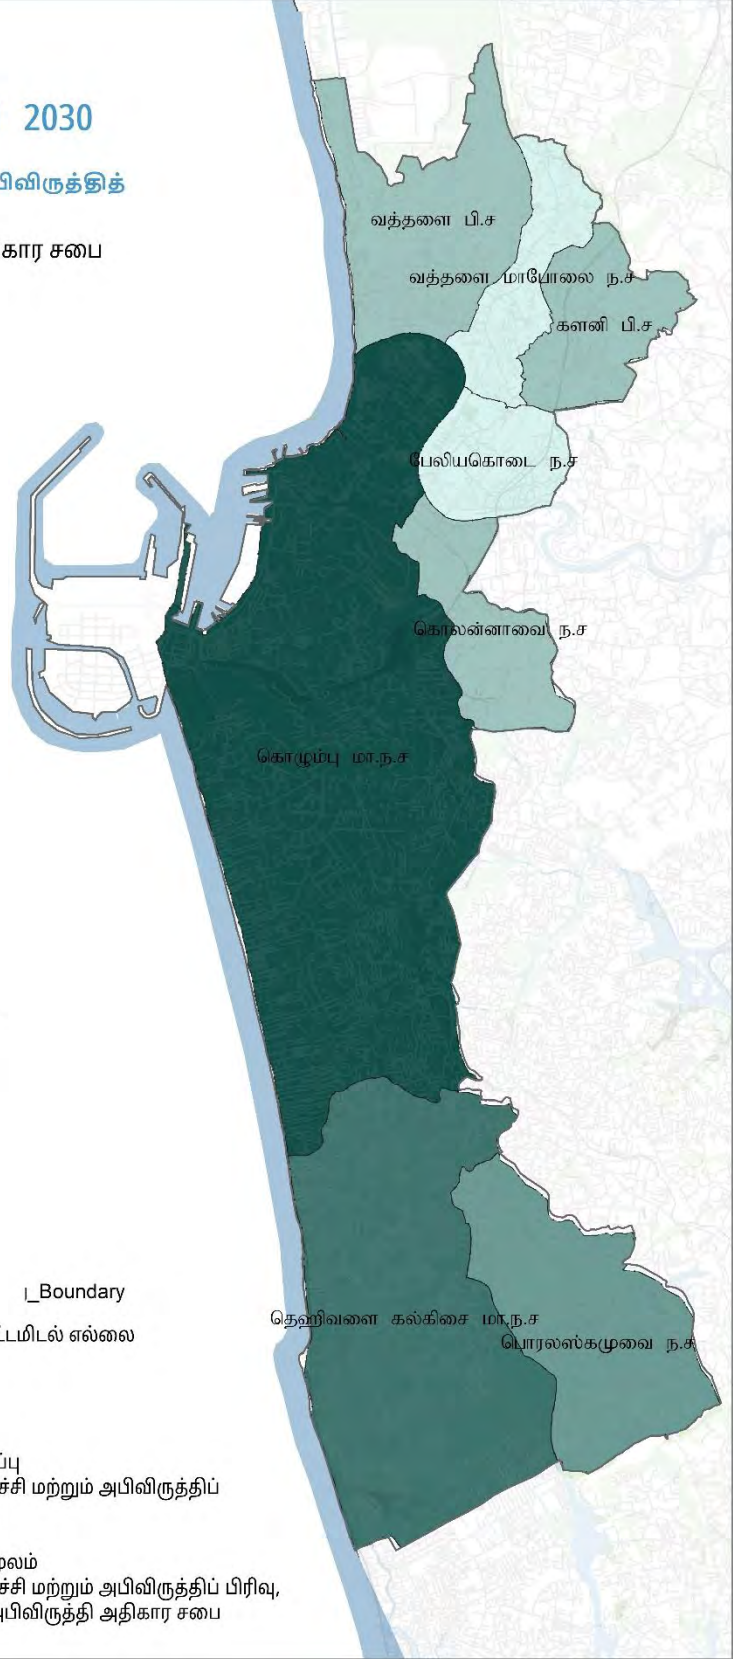 2030
பிவிருத்தித்
கார சபை
வத்தளை பி.ச
வத்தளை மாபோலை ந.ச
களனி பி.ச
பேலியகொடை ந.ச
கொலன்னாவை ந.ச
கொழும்பு மா.ந.ச
_Boundary
டமிடல் எல்லை
தெஹிவளை கல்கிசை மா.ந.ச
பொரலஸ்கமுவை ந.ச
ப்பு
ச்சி மற்றும் அபிவிருத்திப்
மூலம்
ச்சி மற்றும் அபிவிருத்திப் பிரிவு,
அபிவிருத்தி அதிகார சபை